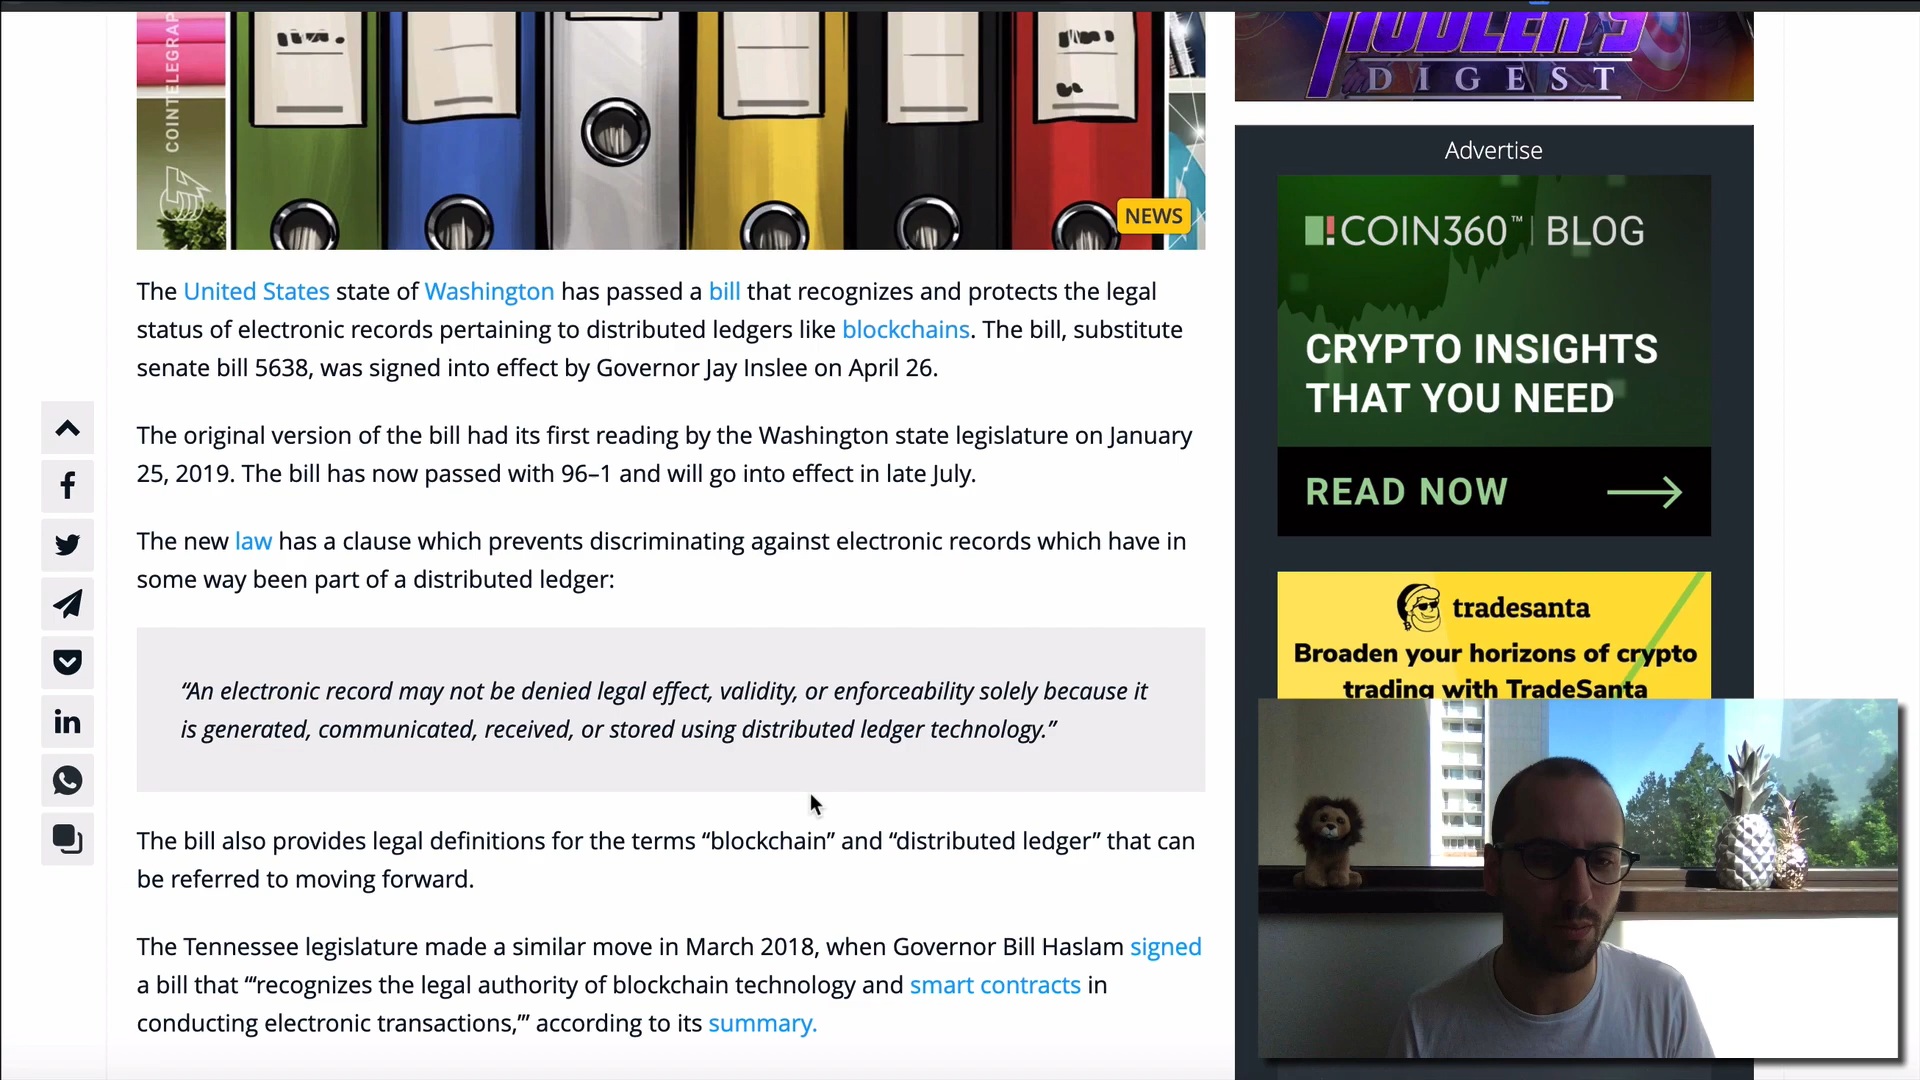 COINTELEGRAP
NEWS
The United States state of Washington has passed a bill that recognizes and protects the legal
status of electronic records pertaining to distributed ledgers like blockchains. The bill, substitute
senate bill 5638, was signed into effect by Governor Jay Inslee on April 26.
The original version of the bill had its first reading by the Washington state legislature on January
25, 2019. The bill has now passed with 96–1 and will go into effect in late July.
The new law has a clause which prevents discriminating against electronic records which have in
some way been part of a distributed ledger:
“An electronic record may not be denied legal effect, validity, or enforceability solely because it
is generated, communicated, received, or stored using distributed ledger technology.”
The bill also provides legal definitions for the terms “blockchain” and “distributed ledger” that can
be referred to moving forward.
The Tennessee legislature made a similar move in March 2018, when Governor Bill Haslam signed
a bill that “‘recognizes the legal authority of blockchain technology and smart contracts in
conducting electronic transactions,’” according to its summary.
HODLER'S
DIGEST
Advertise
COIN360™ | BLOG
CRYPTO INSIGHTS
THAT YOU NEED
READ NOW
tradesanta
Broaden your horizons of crypto
trading with TradeSanta